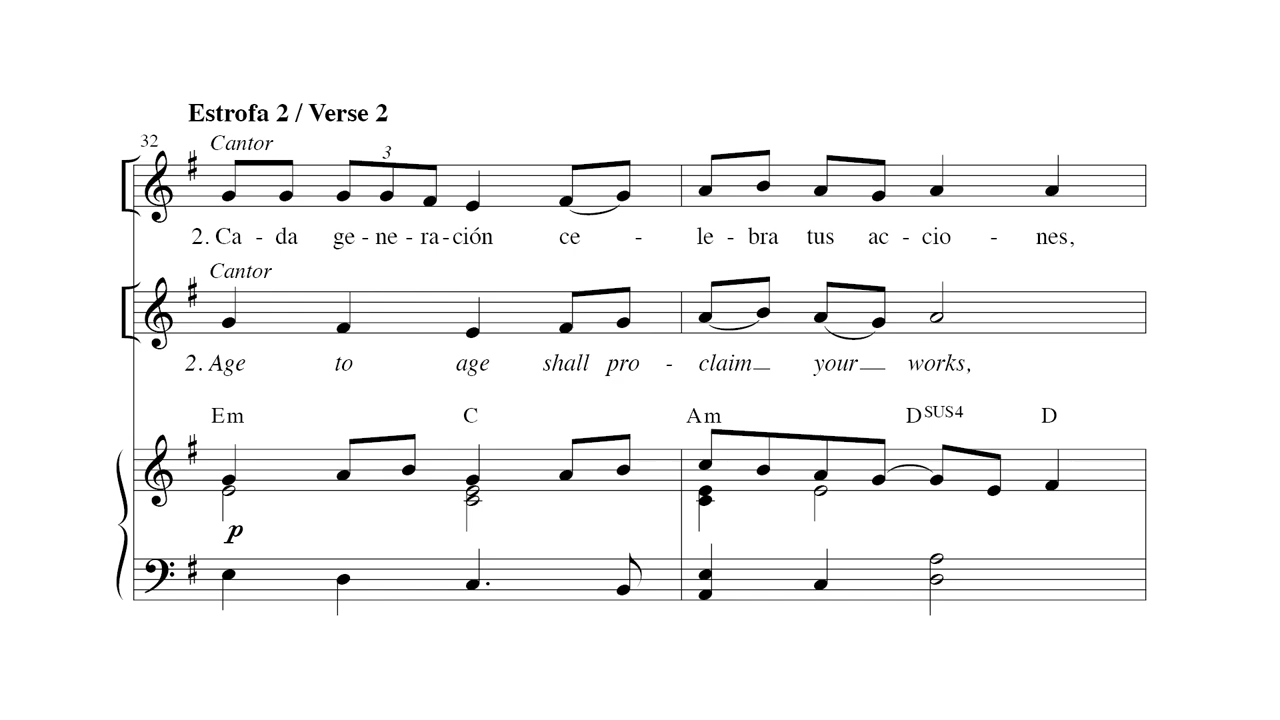 Estrofa 2 / Verse 2
32 Cantor
3
2. Ca - da ge - ne - ra - ción ce - le - bra tus ac - cio - nes,
Cantor
2. Age to age shall pro - claim your works,
Em C Am DSUS4 D
p